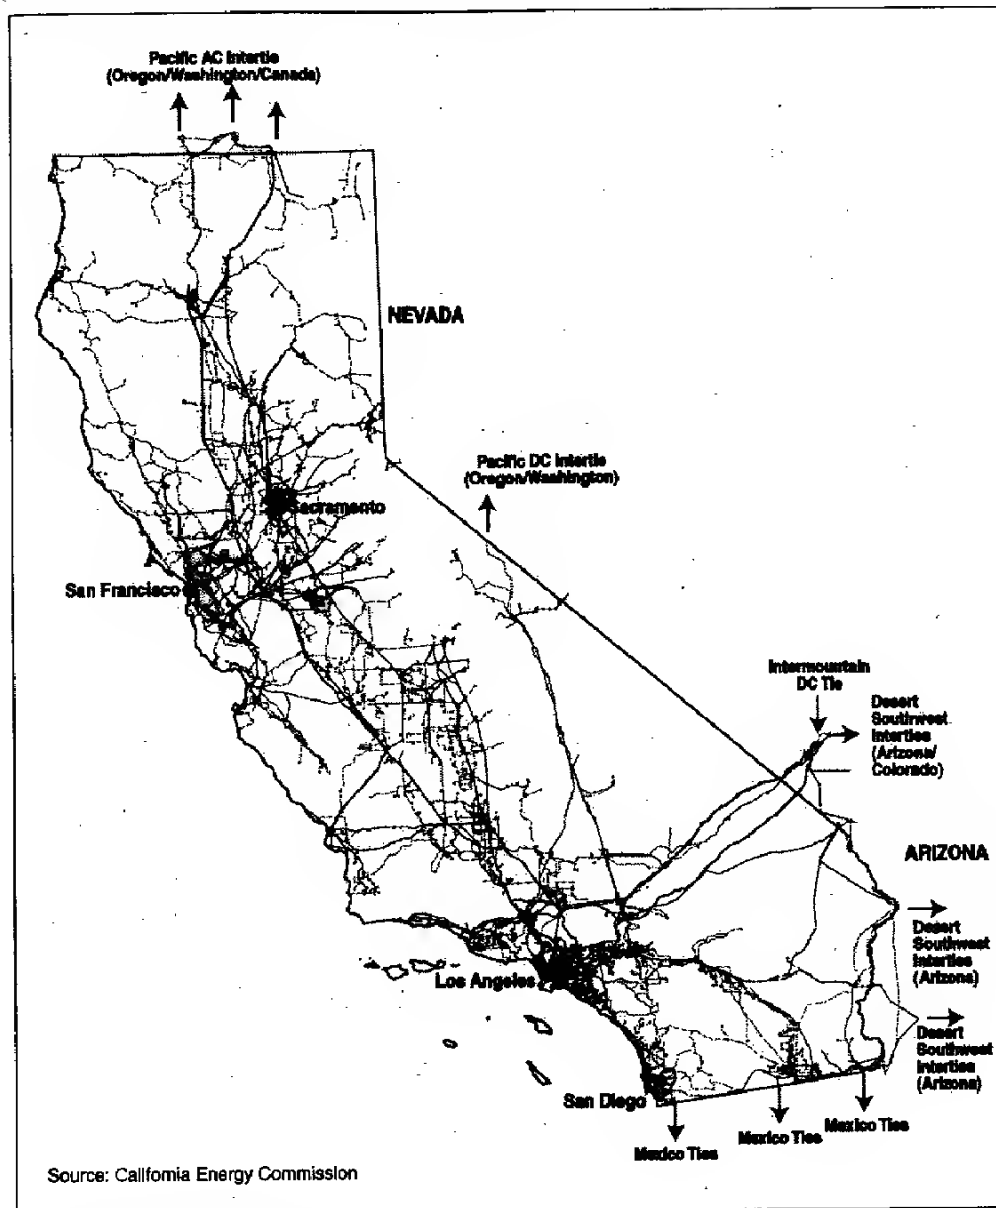 Pacific AC Intertie
(Oregon/Washington/Canada)
NEVADA
Pacific DC Intertie
(Oregon/Washington)
Sacramento
San Francisco
Intermountain
DC Tie
Desert
Southwest
Interties
(Arizona/
Colorado)
ARIZONA
Desert
Southwest
Interties
(Arizona)
Los Angeles
Desert
Southwest
Interties
(Arizona)
San Diego
Mexico Ties
Mexico Ties
Mexico Ties
Source: California Energy Commission